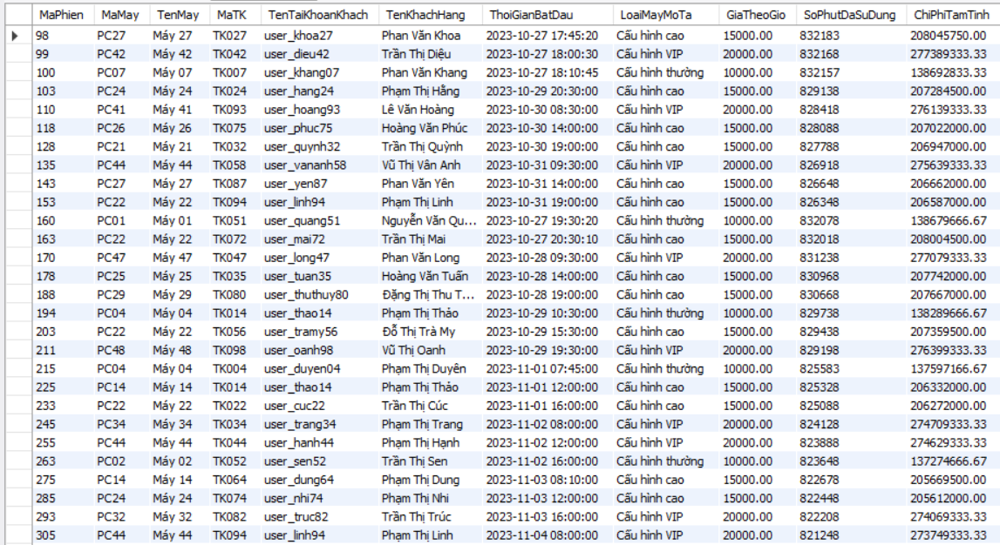 MaPhien MaMay TenMay MaTK TenTaiKhoanKhach TenKhachHang ThoiGianBatDau LoaiMayMoTa GiaTheoGio SoPhutDaSuDung ChiPhiTamTinh
98 PC27 Máy 27 TK027 user_khoa27 Phan Văn Khoa 2023-10-27 17:45:20 Cấu hình cao 15000.00 832183 208045750.00
99 PC42 Máy 42 TK042 user_dieu42 Trần Thị Diệu 2023-10-27 18:00:30 Cấu hình VIP 20000.00 832168 277389333.33
100 PC07 Máy 07 TK007 user_khang07 Phan Văn Khang 2023-10-27 18:10:45 Cấu hình thường 10000.00 832157 138692833.33
103 PC24 Máy 24 TK024 user_hang24 Phạm Thị Hằng 2023-10-29 20:30:00 Cấu hình cao 15000.00 829138 207284500.00
110 PC41 Máy 41 TK093 user_hoang93 Lê Văn Hoàng 2023-10-30 08:30:00 Cấu hình VIP 20000.00 828418 276139333.33
118 PC26 Máy 26 TK075 user_phuc75 Hoàng Văn Phúc 2023-10-30 14:00:00 Cấu hình cao 15000.00 828088 207022000.00
128 PC21 Máy 21 TK032 user_quynh32 Trần Thị Quỳnh 2023-10-30 19:00:00 Cấu hình cao 15000.00 827788 206947000.00
135 PC44 Máy 44 TK058 user_vananh58 Vũ Thị Vân Anh 2023-10-31 09:30:00 Cấu hình VIP 20000.00 826918 275639333.33
143 PC27 Máy 27 TK087 user_yen87 Phan Văn Yên 2023-10-31 14:00:00 Cấu hình cao 15000.00 826648 206662000.00
153 PC22 Máy 22 TK094 user_linh94 Phạm Thị Linh 2023-10-31 19:00:00 Cấu hình cao 15000.00 826348 206587000.00
160 PC01 Máy 01 TK051 user_quang51 Nguyễn Văn Qu... 2023-10-27 19:30:20 Cấu hình thường 10000.00 832078 138679666.67
163 PC22 Máy 22 TK072 user_mai72 Trần Thị Mai 2023-10-27 20:30:10 Cấu hình cao 15000.00 832018 208004500.00
170 PC47 Máy 47 TK047 user_long47 Phan Văn Long 2023-10-28 09:30:00 Cấu hình VIP 20000.00 831238 277079333.33
178 PC25 Máy 25 TK035 user_tuan35 Hoàng Văn Tuấn 2023-10-28 14:00:00 Cấu hình cao 15000.00 830968 207742000.00
188 PC29 Máy 29 TK080 user_thuthuy80 Đặng Thị Thu T... 2023-10-28 19:00:00 Cấu hình cao 15000.00 830668 207667000.00
194 PC04 Máy 04 TK014 user_thao14 Phạm Thị Thảo 2023-10-29 10:30:00 Cấu hình thường 10000.00 829738 138289666.67
203 PC22 Máy 22 TK056 user_tramy56 Đỗ Thị Trà My 2023-10-29 15:30:00 Cấu hình cao 15000.00 829438 207359500.00
211 PC48 Máy 48 TK098 user_oanh98 Vũ Thị Oanh 2023-10-29 19:30:00 Cấu hình VIP 20000.00 829198 276399333.33
215 PC04 Máy 04 TK004 user_duyen04 Phạm Thị Duyên 2023-11-01 07:45:00 Cấu hình thường 10000.00 825583 137597166.67
225 PC14 Máy 14 TK014 user_thao14 Phạm Thị Thảo 2023-11-01 12:00:00 Cấu hình cao 15000.00 825328 206332000.00
233 PC22 Máy 22 TK022 user_cuc22 Trần Thị Cúc 2023-11-01 16:00:00 Cấu hình cao 15000.00 825088 206272000.00
245 PC34 Máy 34 TK034 user_trang34 Phạm Thị Trang 2023-11-02 08:00:00 Cấu hình VIP 20000.00 824128 274709333.33
255 PC44 Máy 44 TK044 user_hanh44 Phạm Thị Hạnh 2023-11-02 12:00:00 Cấu hình VIP 20000.00 823888 274629333.33
263 PC02 Máy 02 TK052 user_sen52 Trần Thị Sen 2023-11-02 16:00:00 Cấu hình thường 10000.00 823648 137274666.67
275 PC14 Máy 14 TK064 user_dung64 Phạm Thị Dung 2023-11-03 08:10:00 Cấu hình cao 15000.00 822678 205669500.00
285 PC24 Máy 24 TK074 user_nhi74 Phạm Thị Nhi 2023-11-03 12:00:00 Cấu hình cao 15000.00 822448 205612000.00
293 PC32 Máy 32 TK082 user_truc82 Trần Thị Trúc 2023-11-03 16:00:00 Cấu hình VIP 20000.00 822208 274069333.33
305 PC44 Máy 44 TK094 user_linh94 Phạm Thị Linh 2023-11-04 08:00:00 Cấu hình VIP 20000.00 821248 273749333.33